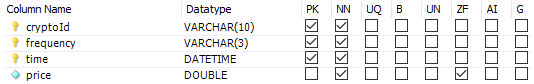 Column Name Datatype PK NN UQ B UN ZF AI G
cryptoId VARCHAR(10)
frequency VARCHAR(3)
time DATETIME
price DOUBLE